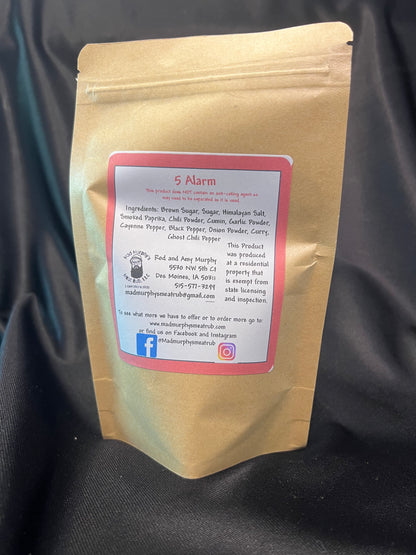 5 Alarm
This product does NOT contain an anti-caking agent so
may need to be separated as it is used
Ingredients: Brown Sugar, Sugar, Himalayan Salt,
Smoked Paprika, Chili Powder, Cumin, Garlic Powder,
Cayenne Pepper, Black Pepper, Onion Powder, Curry,
Ghost Chili Pepper
Rod and Amy Murphy
5570 NW 5th Ct
Des Moines, IA 50313
515-577-3299
madmurphysmeatrub@gmail.com
This Product
was produced
at a residential
property that
is exempt from
state licensing
and inspection.
To see what more we have to offer or to order more go to:
www.madmurphysmeatrub.com
or find us on Facebook and Instagram
#Madmurphysmeatrub